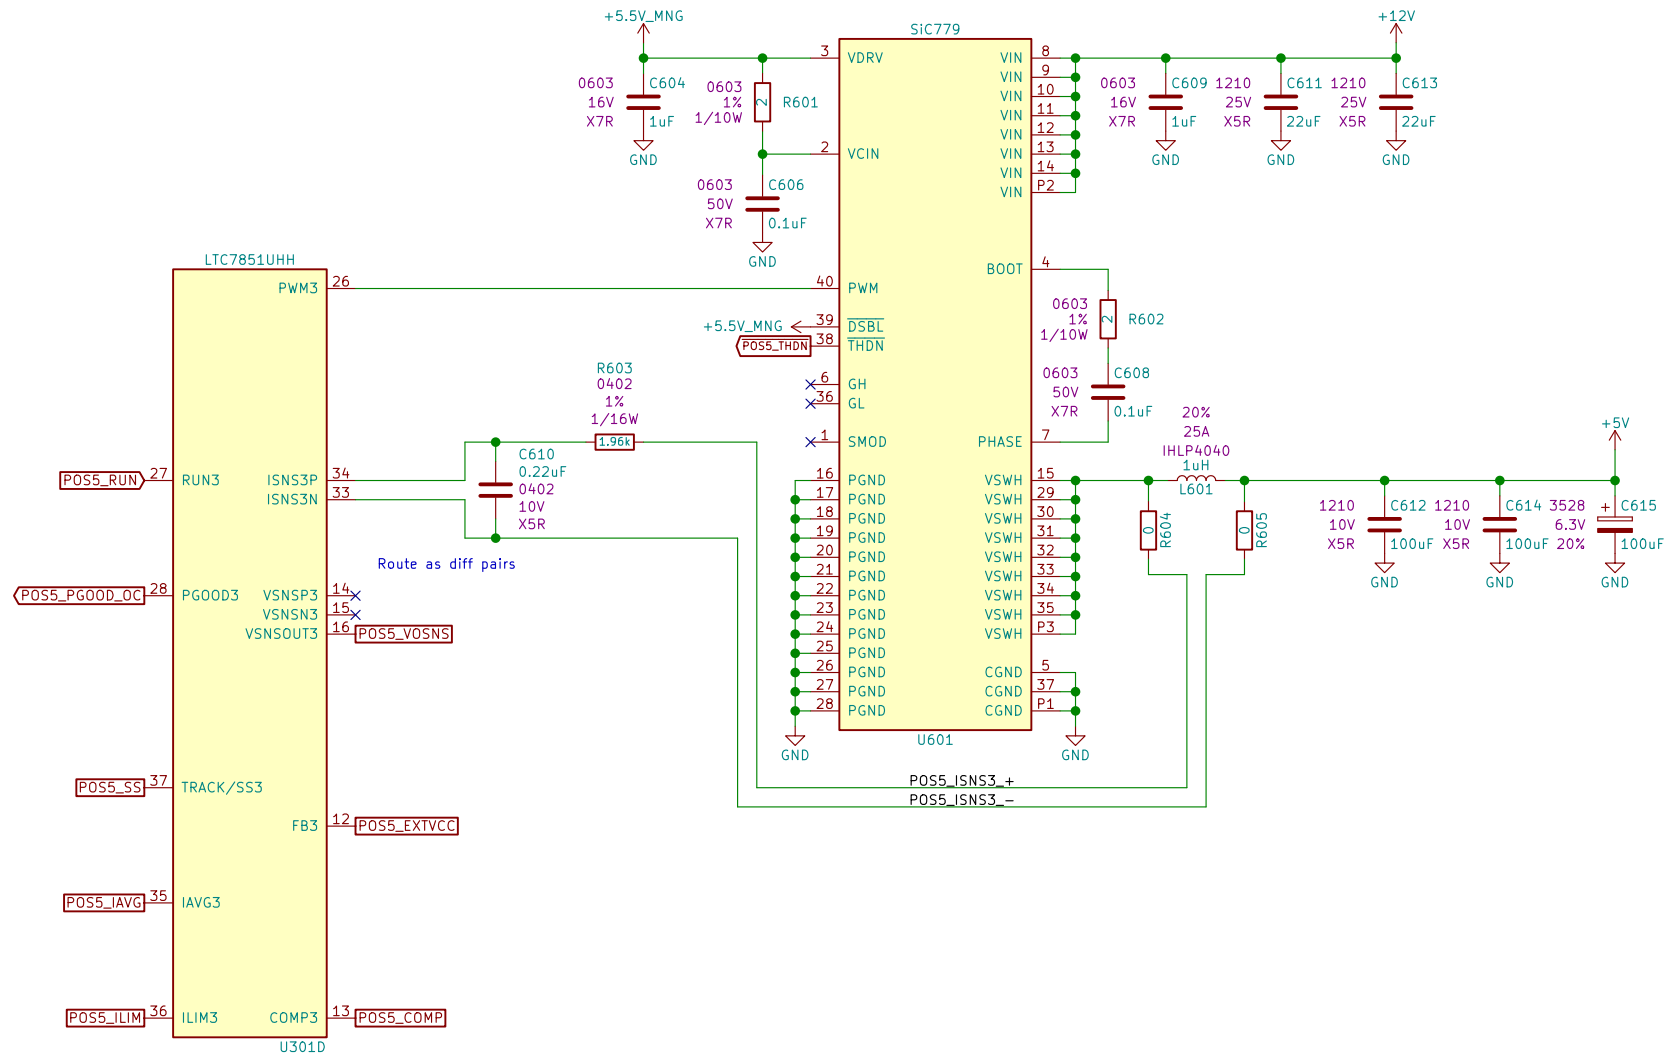 +5.5V_MNG
SiC779
+12V
3 VDRV
VIN 8
VIN 9
VIN 10
VIN 11
VIN 12
VIN 13
VIN 14
VIN P2
0603
16V
X7R
C604
1uF
GND
0603
1%
1/10W
2
R601
2 VCIN
0603
50V
X7R
C606
0.1uF
GND
0603
16V
X7R
C609
1uF
GND
1210
25V
X5R
C611
22uF
GND
1210
25V
X5R
C613
22uF
GND
LTC7851UHH
PWM3 26
40 PWM
BOOT 4
+5.5V_MNG
39 DSBL
POS5_THDN
38 THDN
0603
1%
1/10W
2
R602
6 GH
36 GL
1 SMOD
0603
50V
X7R
C608
0.1uF
PHASE 7
R603
0402
1%
1/16W
1.96k
C610
0.22uF
0402
10V
X5R
20%
25A
IHLP4040
1uH
L601
+5V
POS5_RUN
27 RUN3
ISNS3P 34
ISNS3N 33
16 PGND
17 PGND
18 PGND
19 PGND
20 PGND
21 PGND
22 PGND
23 PGND
24 PGND
25 PGND
26 PGND
27 PGND
28 PGND
GND
VSWH 15
VSWH 29
VSWH 30
VSWH 31
VSWH 32
VSWH 33
VSWH 34
VSWH 35
VSWH P3
CGND 5
CGND 37
CGND P1
GND
U601
0
R604
0
R605
1210
10V
X5R
C612
100uF
GND
1210
10V
X5R
C614
100uF
GND
3528
6.3V
20%
+
C615
100uF
GND
Route as diff pairs
POS5_PGOOD_OC
28 PGOOD3
VSNSP3 14
VSNSN3 15
VSNSOUT3 16
POS5_VOSNS
POS5_ISNS3_+
POS5_ISNS3_-
POS5_SS
37 TRACK/SS3
FB3 12
POS5_EXTVCC
POS5_IAVG
35 IAVG3
POS5_ILIM
36 ILIM3
COMP3 13
POS5_COMP
U301D